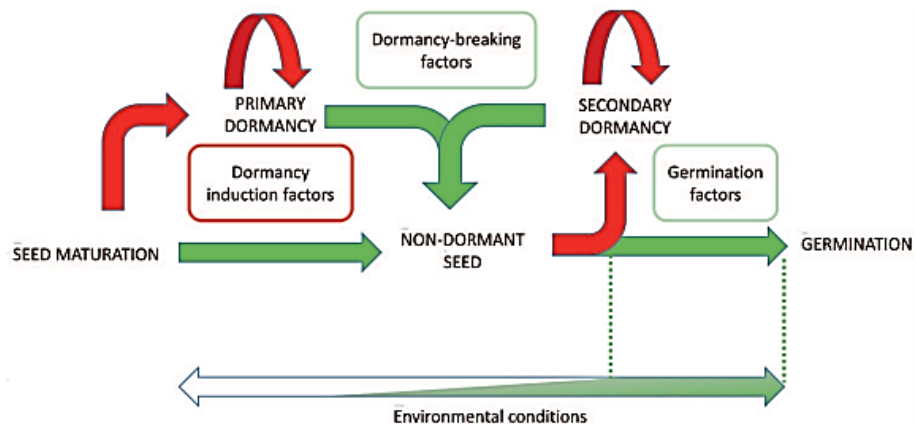 Dormancy-breaking
factors
PRIMARY
DORMANCY
SECONDARY
DORMANCY
Dormancy
induction factors
Germination
factors
SEED MATURATION
NON-DORMANT
SEED
GERMINATION
Environmental conditions